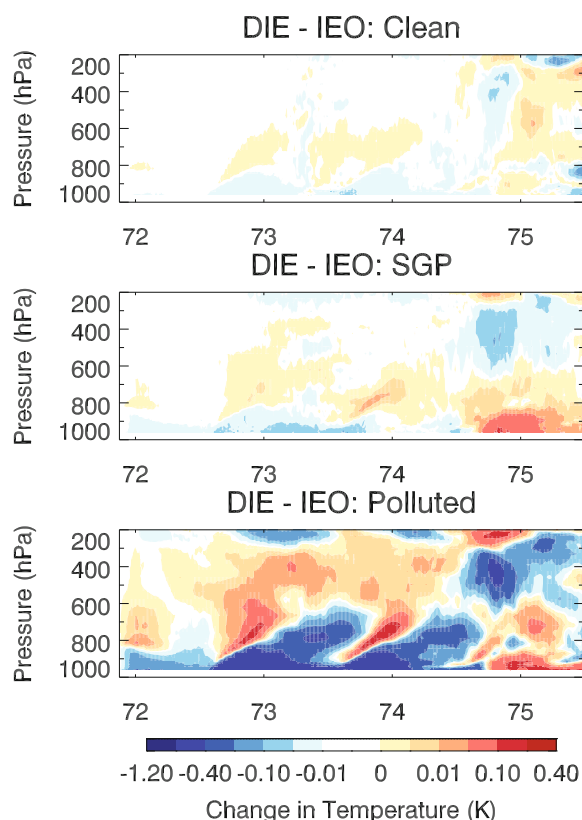 DIE - IEO: Clean
Pressure (hPa)
200
400
600
800
1000
72 73 74 75
DIE - IEO: SGP
Pressure (hPa)
200
400
600
800
1000
72 73 74 75
DIE - IEO: Polluted
Pressure (hPa)
200
400
600
800
1000
72 73 74 75
-1.20 -0.40 -0.10 -0.01 0 0.01 0.10 0.40
Change in Temperature (K)